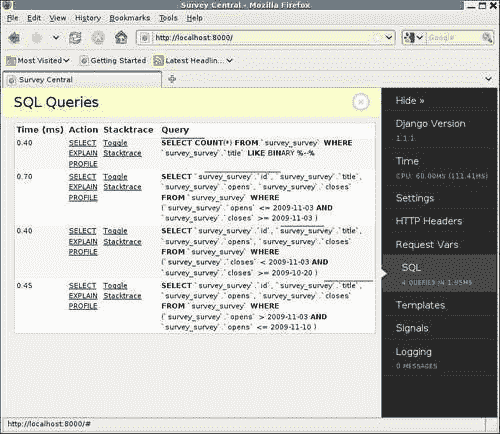 Survey Central - Mozilla Firefox
File Edit View History Bookmarks Tools Help
http://localhost:8000/
Google
Most Visited Getting Started Latest Headlin...
Survey Central
SQL Queries
Time (ms) Action Stacktrace Query
0.40 SELECT Toggle SELECT COUNT(*) FROM `survey_survey` WHERE
EXPLAIN Stacktrace `survey_survey`.`title` LIKE BINARY %--%
PROFILE
0.70 SELECT Toggle SELECT `survey_survey`.`id`, `survey_survey`.`title`,
EXPLAIN Stacktrace `survey_survey`.`opens`, `survey_survey`.`closes`
PROFILE FROM `survey_survey` WHERE
(`survey_survey`.`opens` <= 2009-11-03 AND
`survey_survey`.`closes` >= 2009-11-03 )
0.40 SELECT Toggle SELECT `survey_survey`.`id`, `survey_survey`.`title`,
EXPLAIN Stacktrace `survey_survey`.`opens`, `survey_survey`.`closes`
PROFILE FROM `survey_survey` WHERE
(`survey_survey`.`closes` < 2009-11-03 AND
`survey_survey`.`closes` >= 2009-10-20 )
0.45 SELECT Toggle SELECT `survey_survey`.`id`, `survey_survey`.`title`,
EXPLAIN Stacktrace `survey_survey`.`opens`, `survey_survey`.`closes`
PROFILE FROM `survey_survey` WHERE
(`survey_survey`.`opens` > 2009-11-03 AND
`survey_survey`.`opens` <= 2009-11-10 )
Hide »
Django Version
1.1.1
Time
CPU: 60.00MS (111.41MS)
Settings
HTTP Headers
Request Vars
SQL
4 QUERIES IN 1.95MS
Templates
Signals
Logging
0 MESSAGES
http://localhost:8000/#